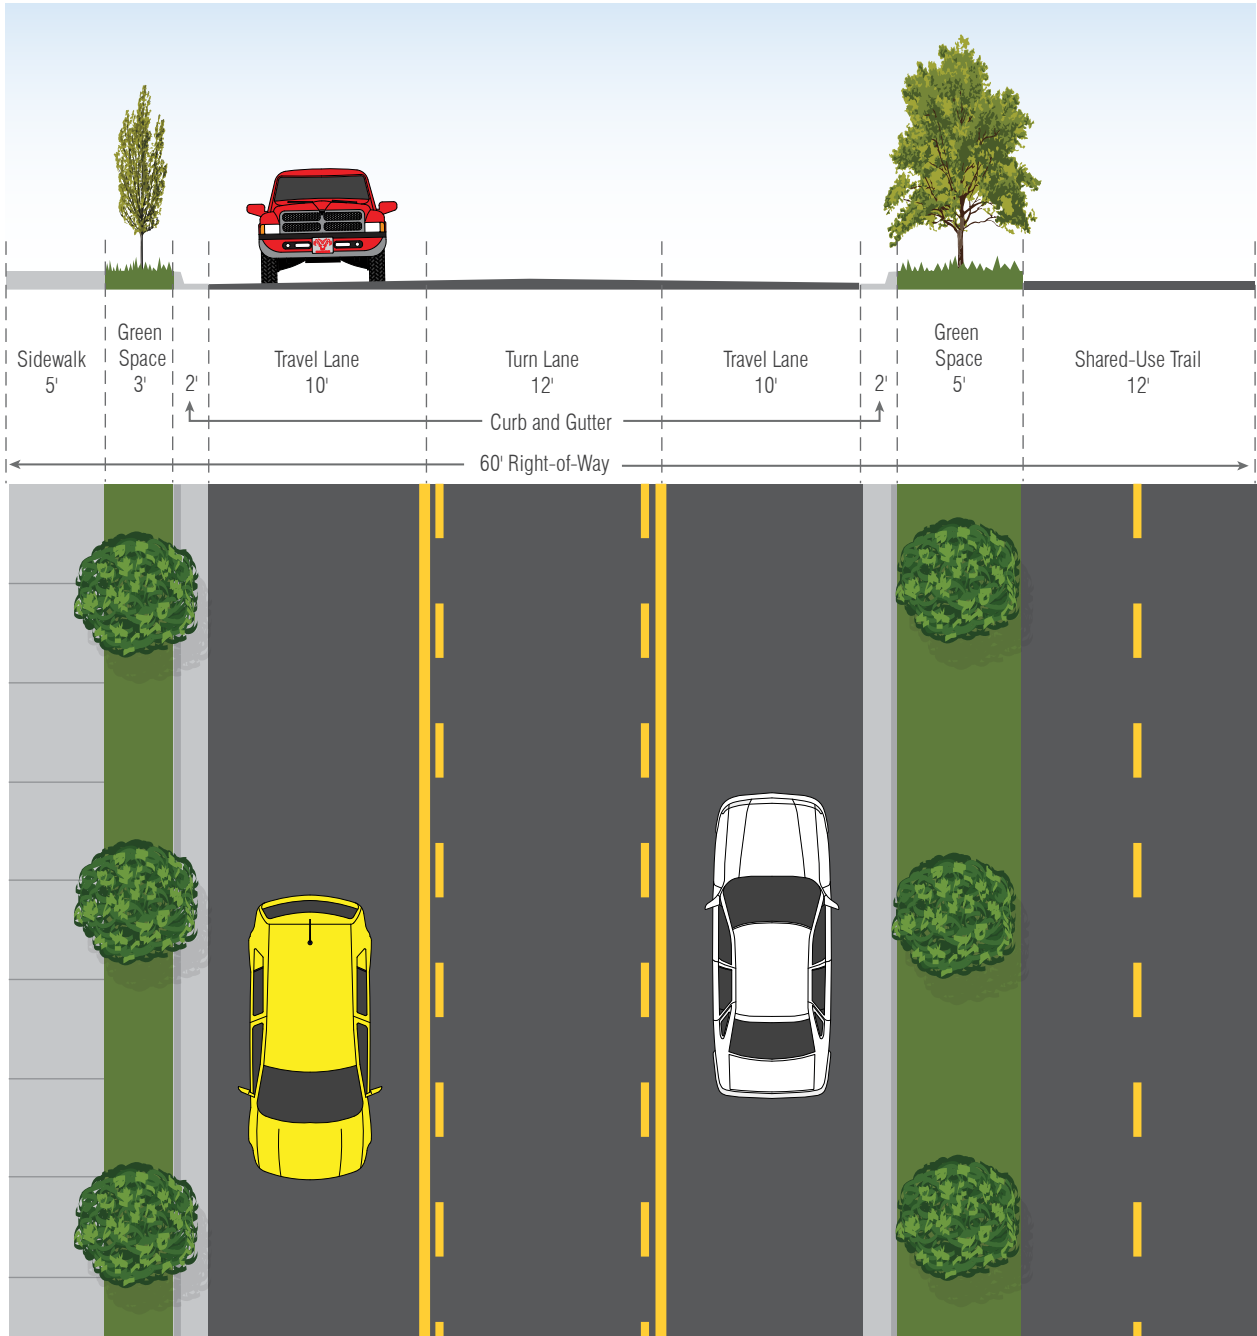 Sidewalk
5'
Green
Space
3'
2'
Travel Lane
10'
Turn Lane
12'
Travel Lane
10'
2'
Green
Space
5'
Shared-Use Trail
12'
Curb and Gutter
60' Right-of-Way